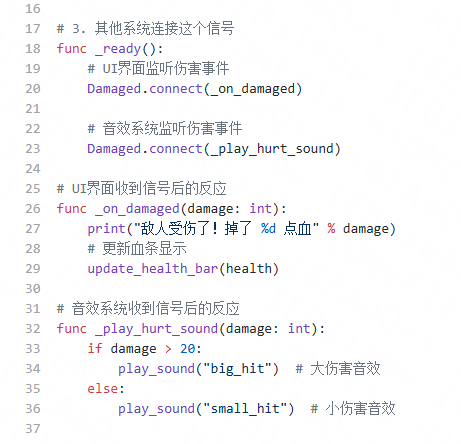 16
17 # 3. 其他系统连接这个信号
18 func _ready():
19     # UI界面监听伤害事件
20     Damaged.connect(_on_damaged)
21
22     # 音效系统监听伤害事件
23     Damaged.connect(_play_hurt_sound)
24
25 # UI界面收到信号后的反应
26 func _on_damaged(damage: int):
27     print("敌人受伤了！掉了 %d 点血" % damage)
28     # 更新血条显示
29     update_health_bar(health)
30
31 # 音效系统收到信号后的反应
32 func _play_hurt_sound(damage: int):
33     if damage > 20:
34         play_sound("big_hit")  # 大伤害音效
35     else:
36         play_sound("small_hit")  # 小伤害音效
37